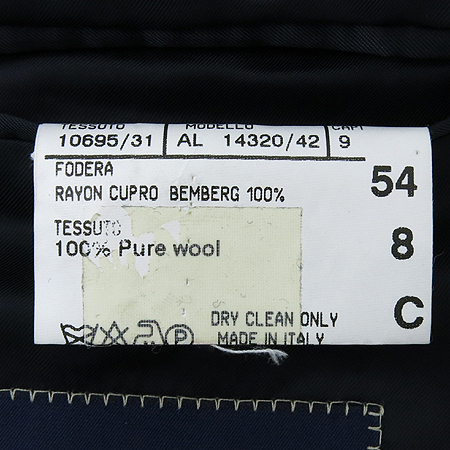 TESSUTO MODELLO CAM
10695/31 AL 14320/42 9
FODERA
RAYON CUPRO BEMBERG 100%
54
TESSUTO
100% Pure wool
8
C
P
DRY CLEAN ONLY
MADE IN ITALY